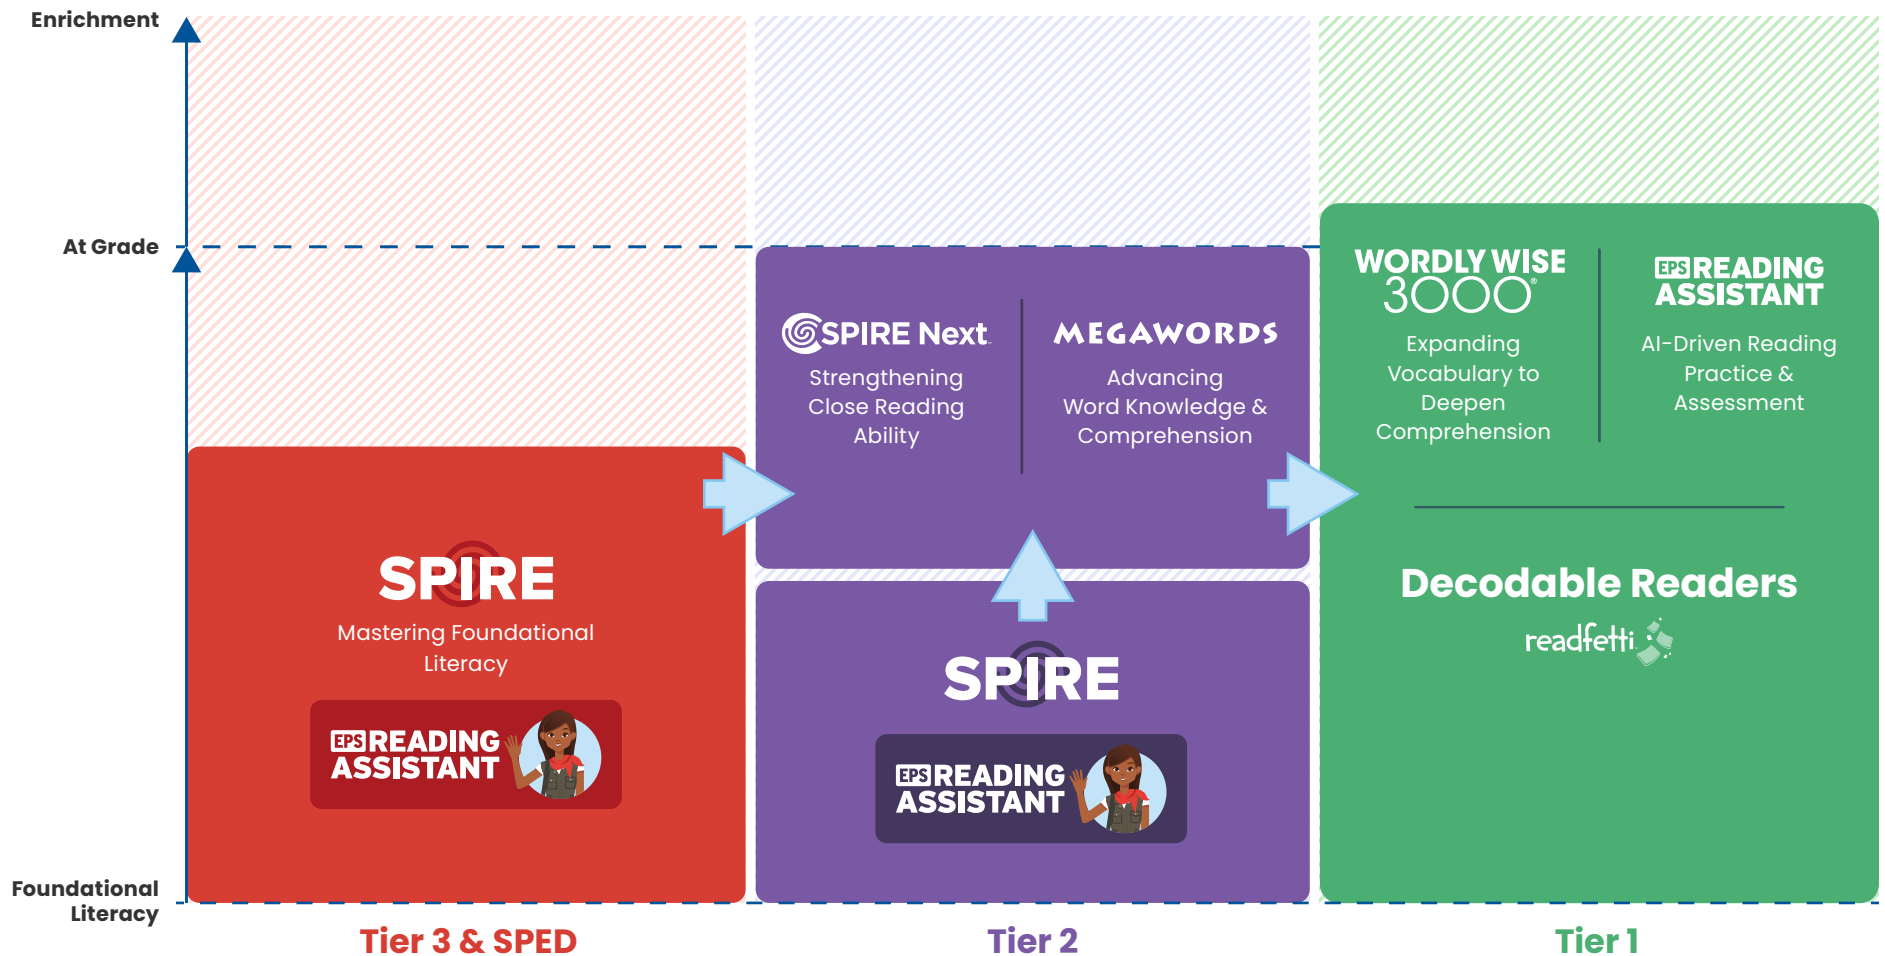 Enrichment
At Grade
Foundational
Literacy
SPIRE
Mastering Foundational
Literacy
EPS READING
ASSISTANT
Tier 3 & SPED
SPIRE Next
Strengthening
Close Reading
Ability
MEGAWORDS
Advancing
Word Knowledge &
Comprehension
SPIRE
EPS READING
ASSISTANT
Tier 2
WORDLY WISE
3000®
Expanding
Vocabulary to
Deepen
Comprehension
EPS READING
ASSISTANT
AI-Driven Reading
Practice &
Assessment
Decodable Readers
readfetti
Tier 1